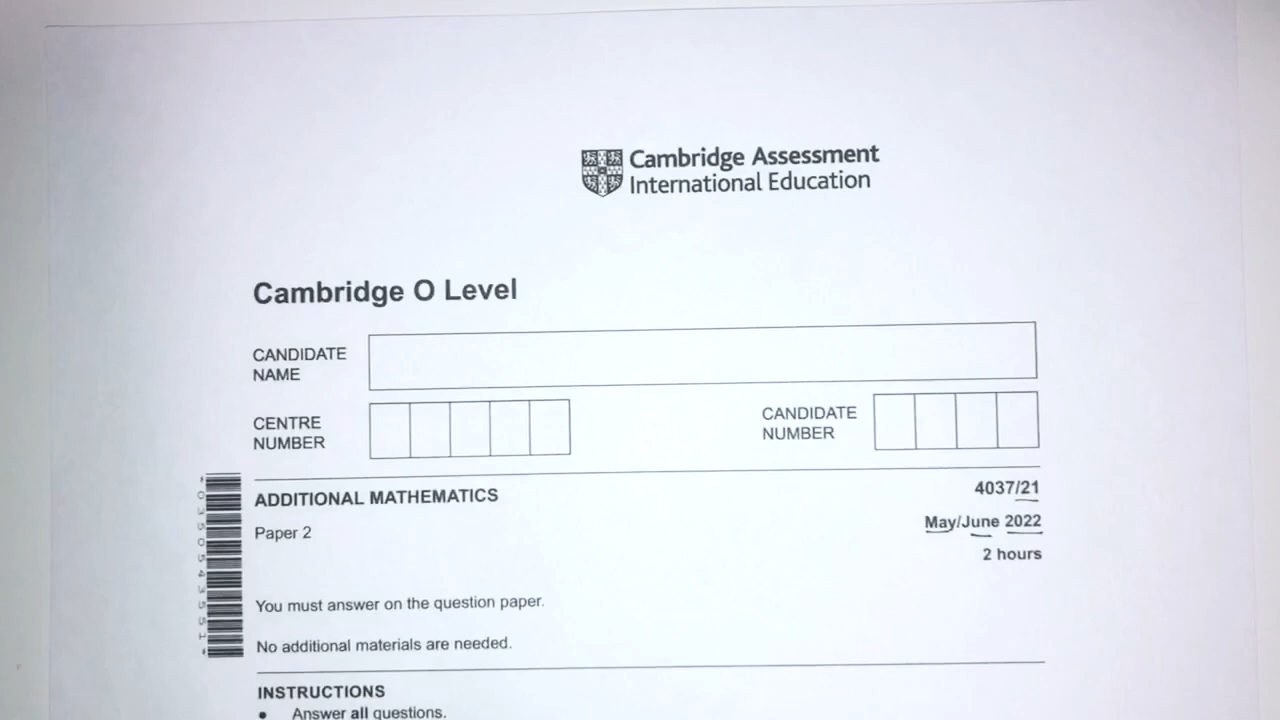 Cambridge Assessment
International Education
Cambridge O Level
CANDIDATE
NAME
CENTRE
NUMBER
CANDIDATE
NUMBER
ADDITIONAL MATHEMATICS
4037/21
Paper 2
May/June 2022
2 hours
You must answer on the question paper.
No additional materials are needed.
INSTRUCTIONS
• Answer all questions.